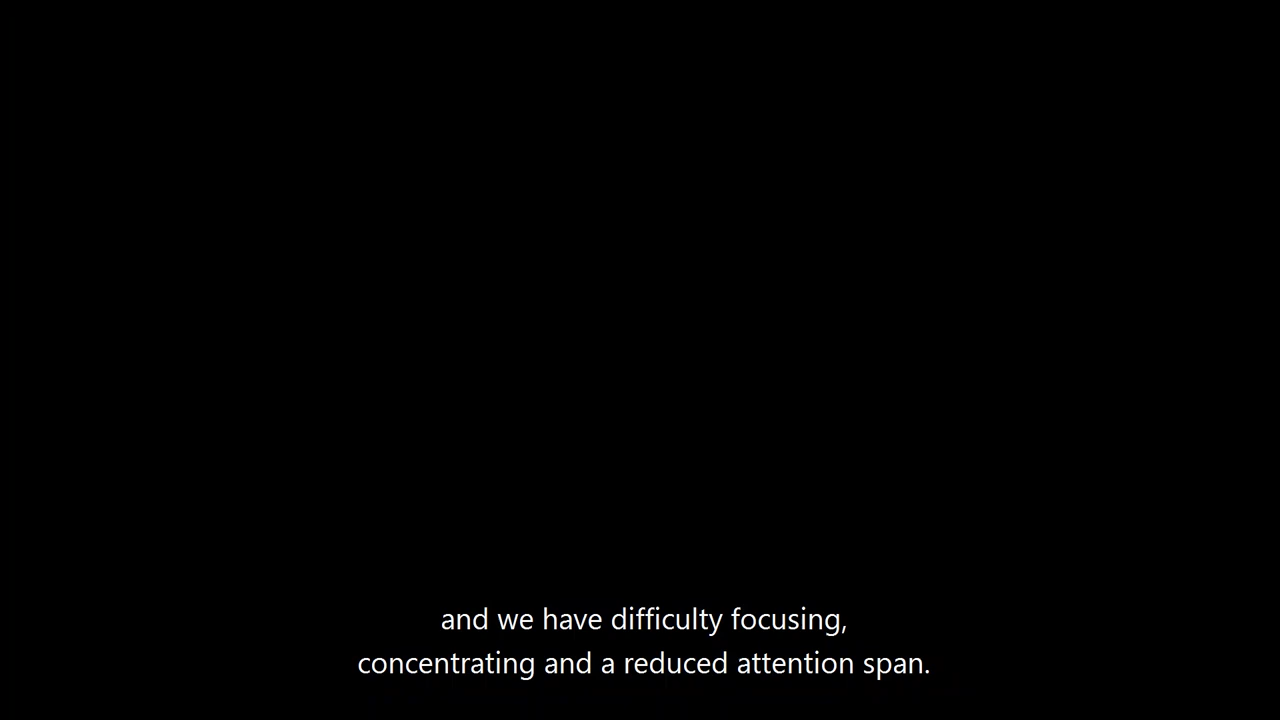 and we have difficulty focusing,
concentrating and a reduced attention span.